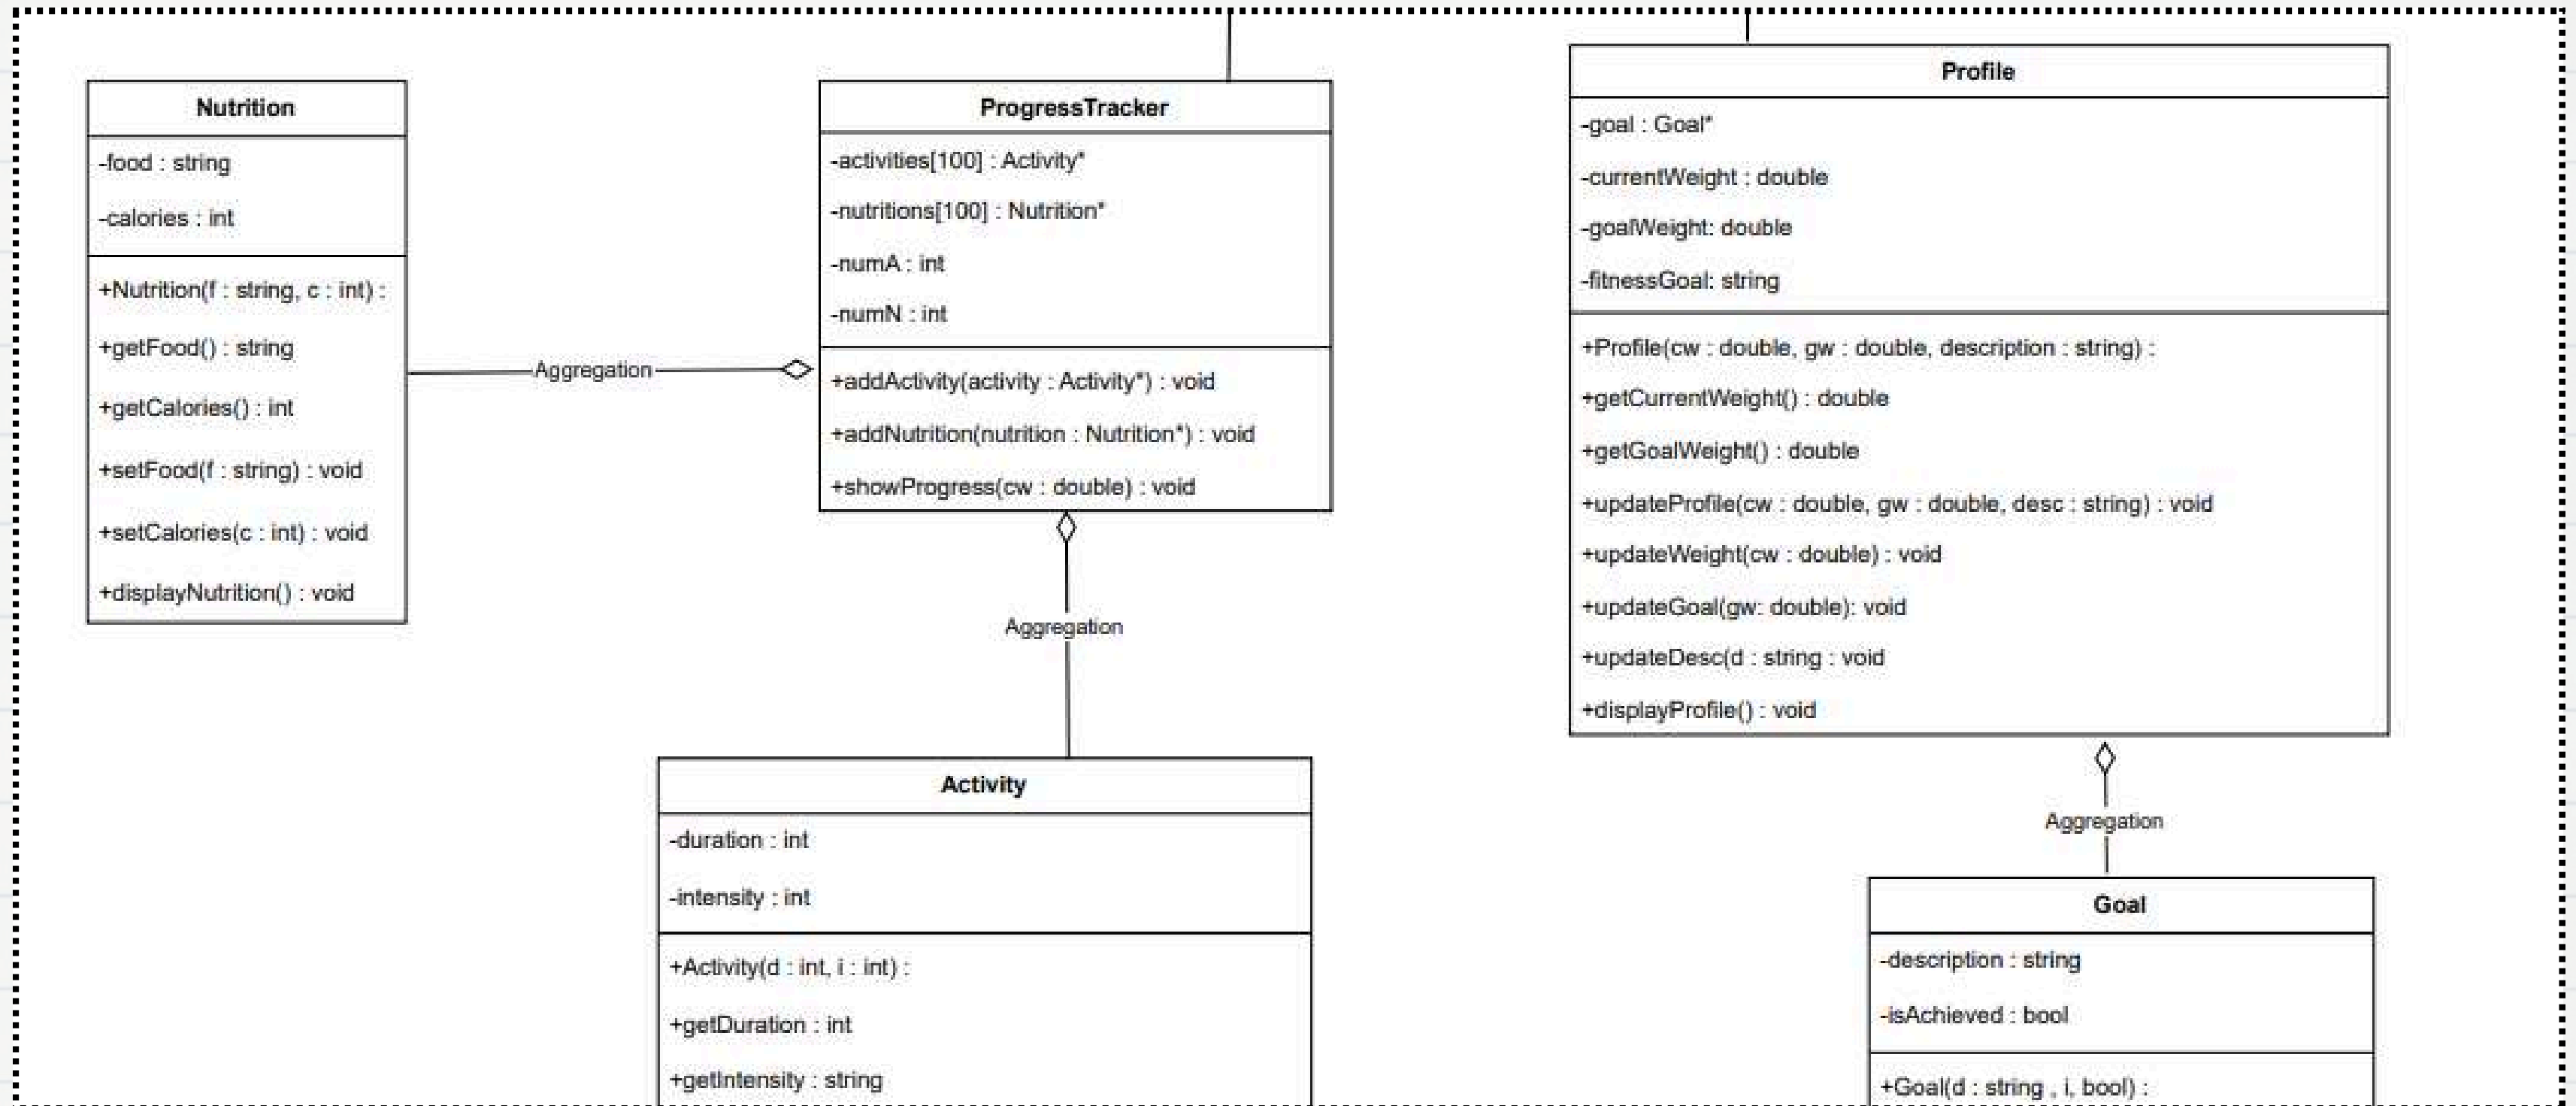 Nutrition
-food : string
-calories : int
+Nutrition(f : string, c : int) :
+getFood() : string
+getCalories() : int
+setFood(f : string) : void
+setCalories(c : int) : void
+displayNutrition() : void
Aggregation
ProgressTracker
-activities[100] : Activity*
-nutritions[100] : Nutrition*
-numA : int
-numN : int
+addActivity(activity : Activity*) : void
+addNutrition(nutrition : Nutrition*) : void
+showProgress(cw : double) : void
Aggregation
Activity
-duration : int
-intensity : int
+Activity(d : int, i : int) :
+getDuration : int
+getIntensity : string
Profile
-goal : Goal*
-currentWeight : double
-goalWeight: double
-fitnessGoal: string
+Profile(cw : double, gw : double, description : string) :
+getCurrentWeight() : double
+getGoalWeight() : double
+updateProfile(cw : double, gw : double, desc : string) : void
+updateWeight(cw : double) : void
+updateGoal(gw: double): void
+updateDesc(d : string : void
+displayProfile() : void
Aggregation
Goal
-description : string
-isAchieved : bool
+Goal(d : string , i, bool) :